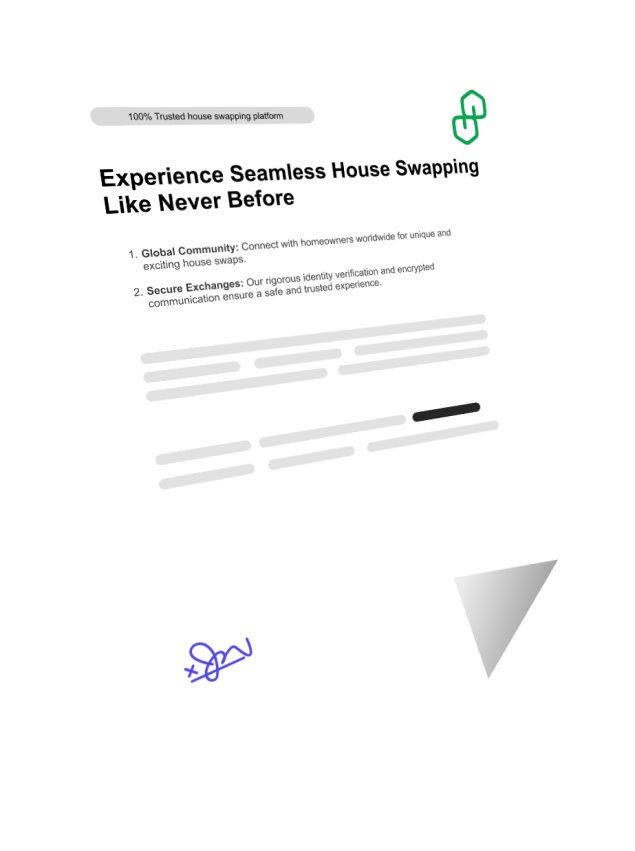 100% Trusted house swapping platform
Experience Seamless House Swapping
Like Never Before
1. Global Community: Connect with homeowners worldwide for unique and
exciting house swaps.
2. Secure Exchanges: Our rigorous identity verification and encrypted
communication ensure a safe and trusted experience.